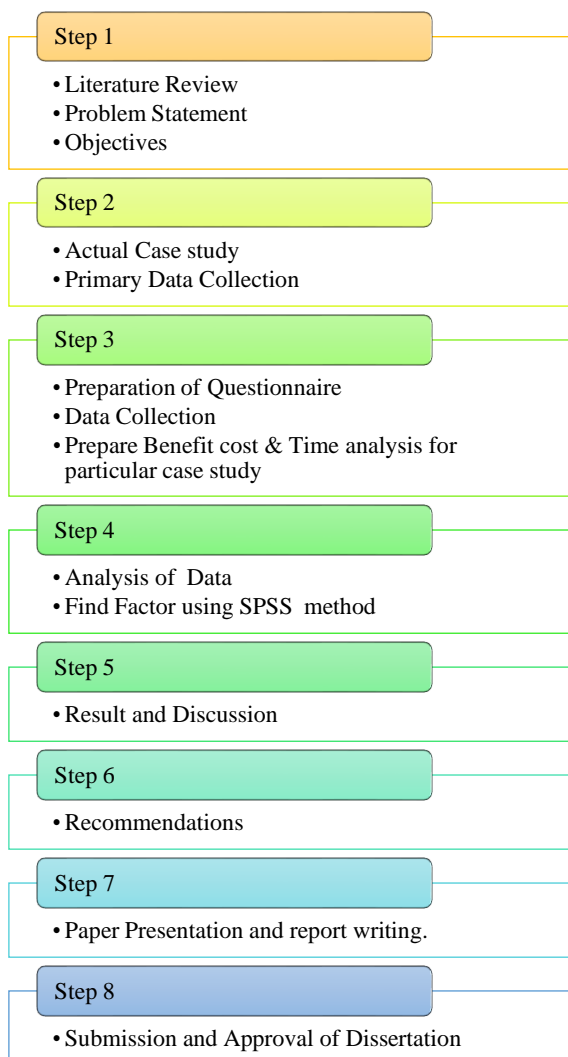 Step 1
• Literature Review
• Problem Statement
• Objectives
Step 2
• Actual Case study
• Primary Data Collection
Step 3
• Preparation of Questionnaire
• Data Collection
• Prepare Benefit cost & Time analysis for
particular case study
Step 4
• Analysis of Data
• Find Factor using SPSS method
Step 5
• Result and Discussion
Step 6
• Recommendations
Step 7
• Paper Presentation and report writing.
Step 8
• Submission and Approval of Dissertation